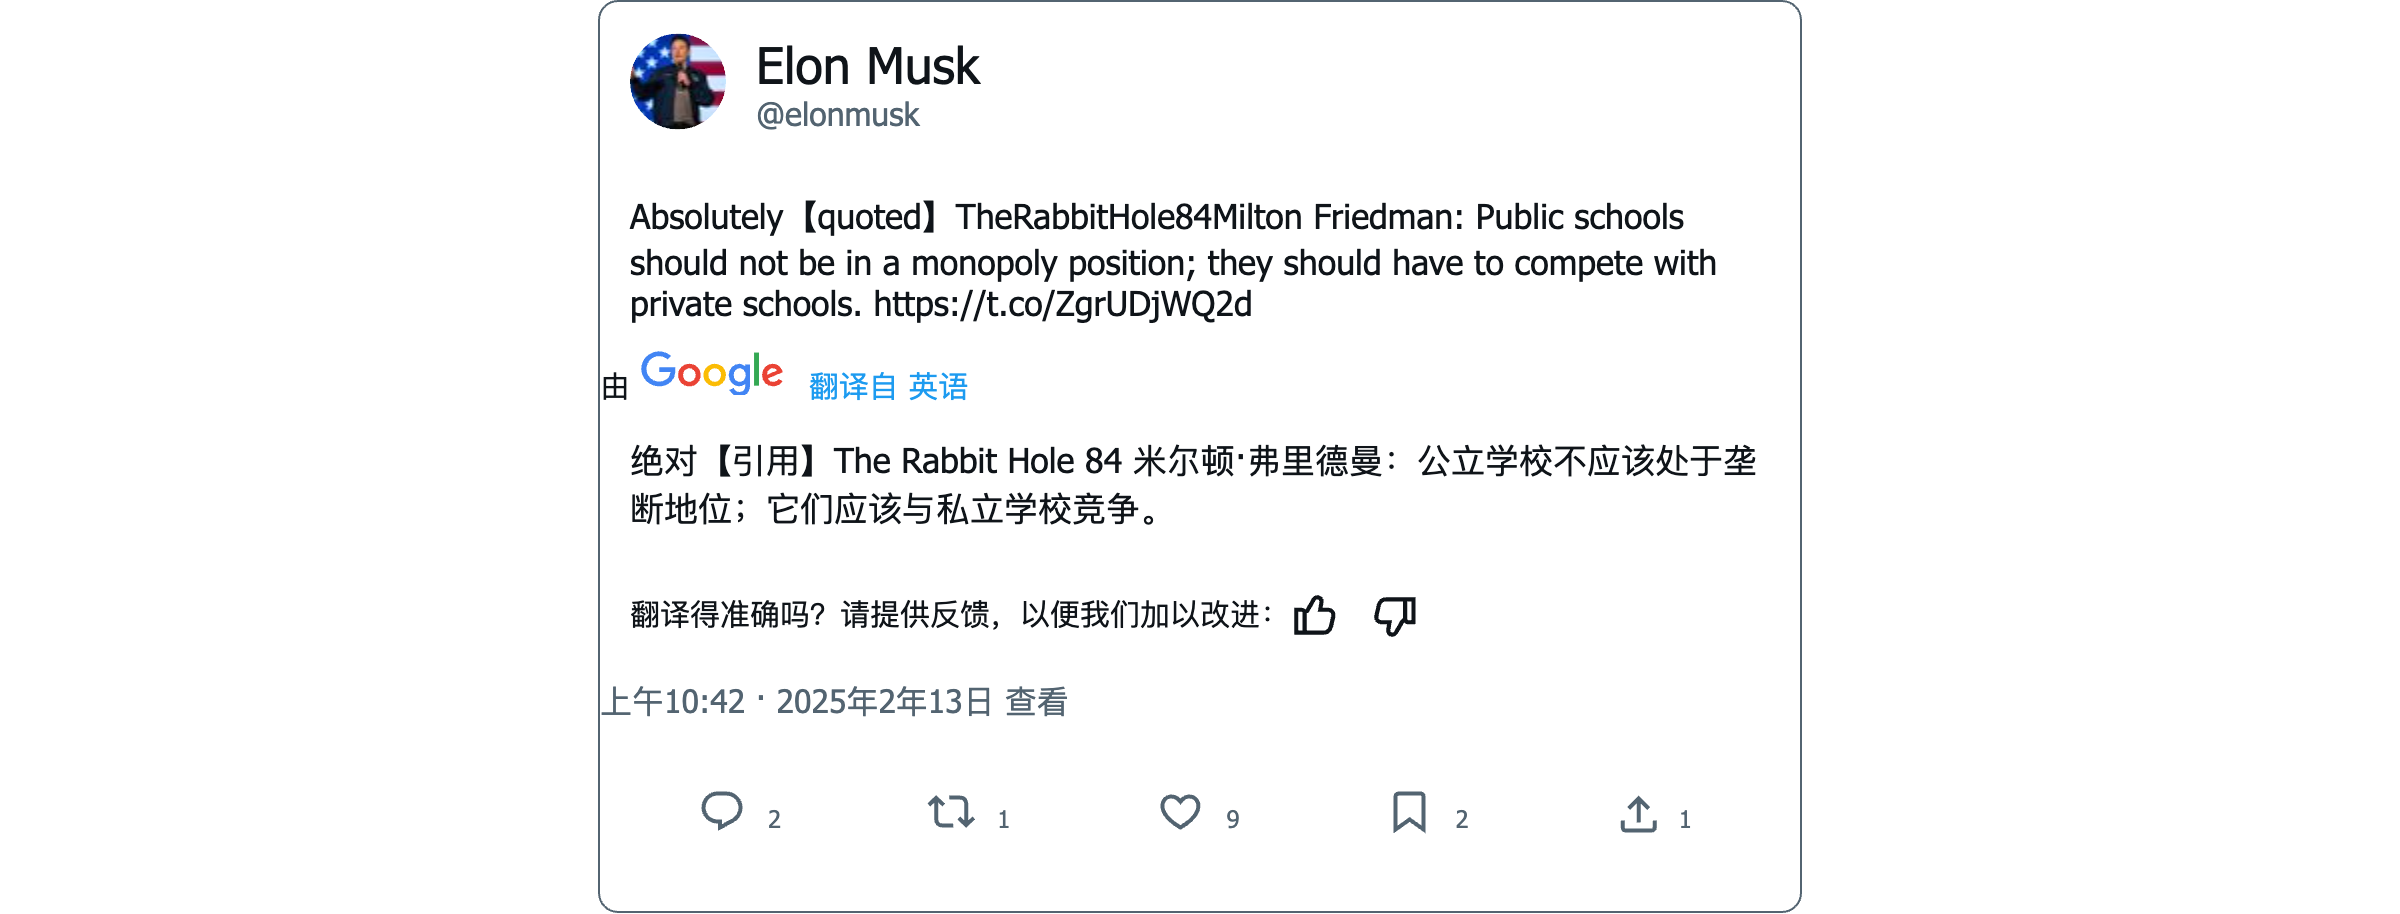 Elon Musk
@elonmusk
Absolutely【quoted】TheRabbitHole84Milton Friedman: Public schools
should not be in a monopoly position; they should have to compete with
private schools. https://t.co/ZgrUDjWQ2d
由 Google 翻译自 英语
绝对【引用】The Rabbit Hole 84 米尔顿·弗里德曼：公立学校不应该处于垄
断地位；它们应该与私立学校竞争。
翻译得准确吗？请提供反馈，以便我们加以改进：
上午10:42 · 2025年2年13日 查看
2 1 9 2 1